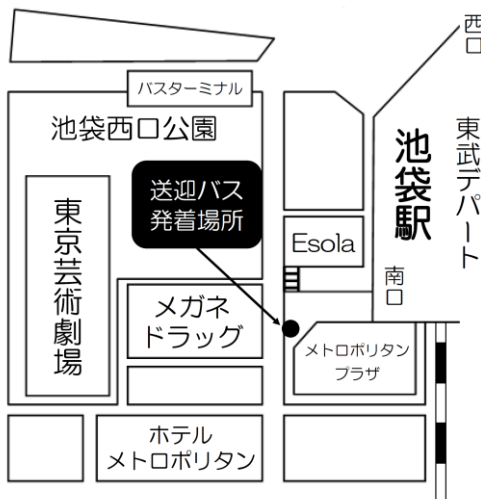 バスターミナル
池袋西口公園
送迎バス
発着場所
東京芸術劇場
メガネ
ドラッグ
ホテル
メトロポリタン
Esola
メトロポリタン
プラザ
池袋駅
南口
西口
東武デパート